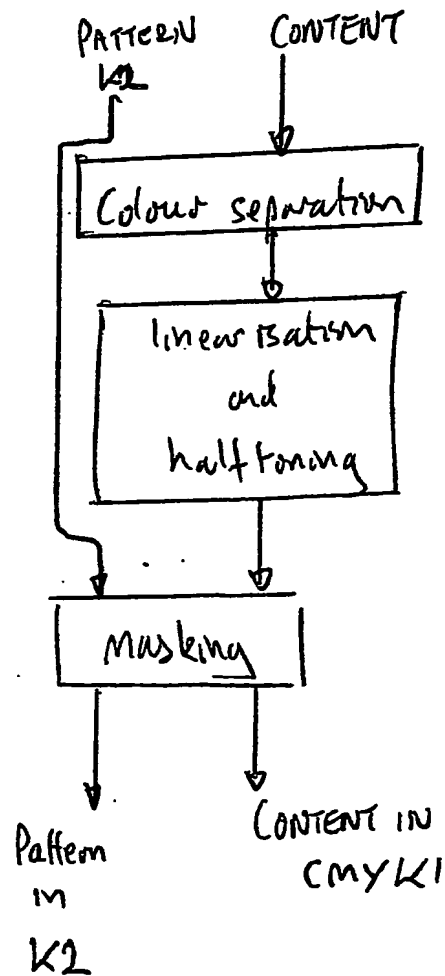 PATTERN
K2
CONTENT
Colour separation
linearisation
and
halftoning
Masking
Pattern
in
K2
CONTENT IN
CMYK1